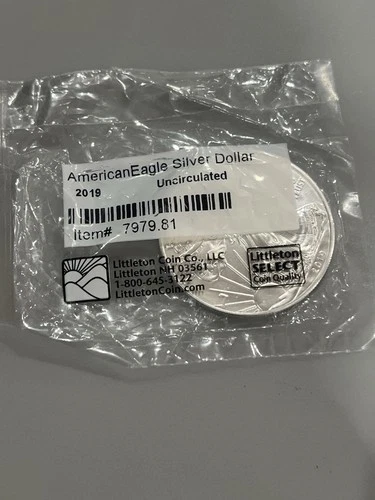 AmericanEagle Silver Dollar
2019 Uncirculated
Item# 7979.81
Littleton Coin Co., LLC
Littleton NH 03561
1-800-645-3122
LittletonCoin.com
Littleton
SELECT
Coin Quality